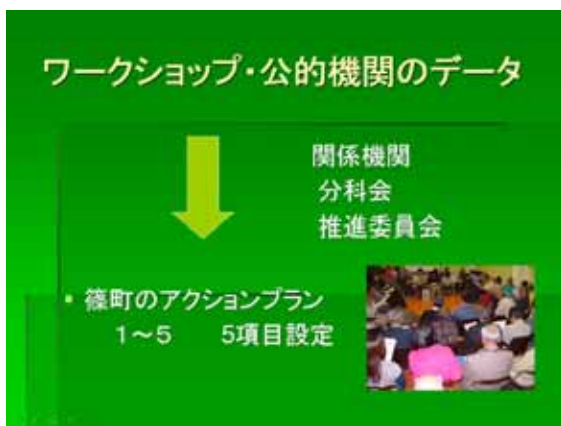 ワークショップ・公的機関のデータ
関係機関
分科会
推進委員会
篠町のアクションプラン
1～5 5項目設定